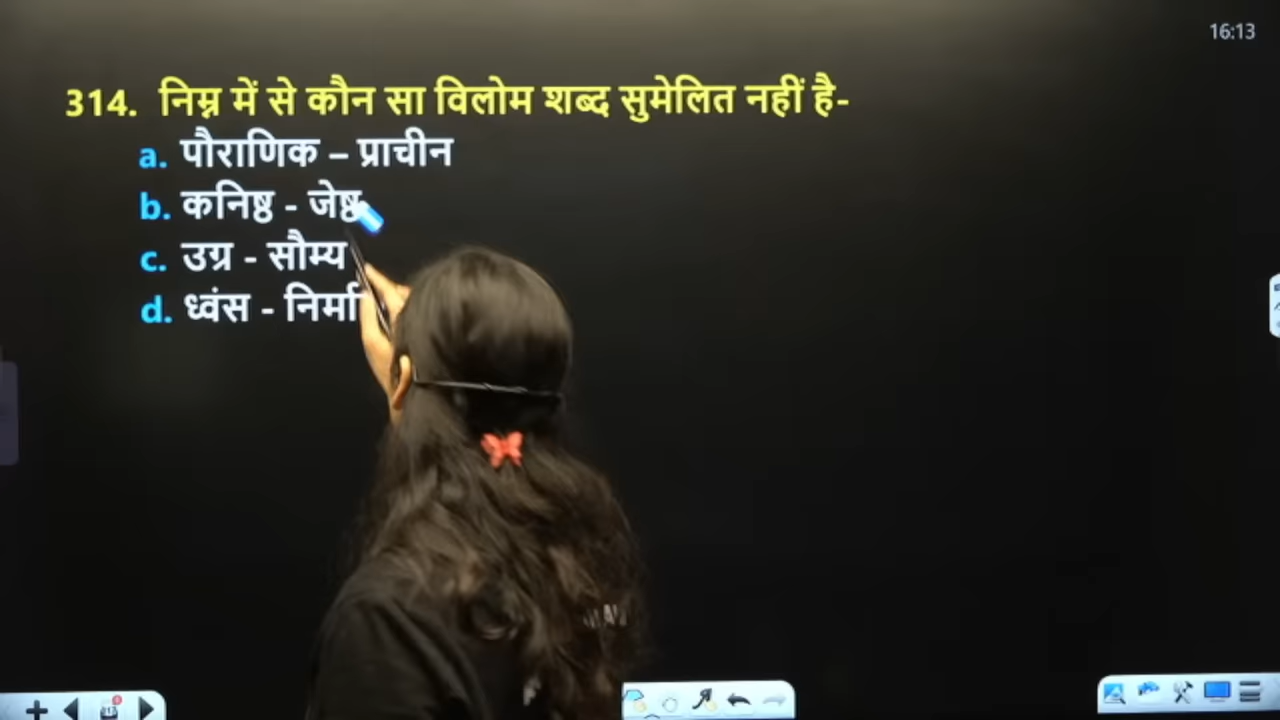 16:13
314. निम्न में से कौन सा विलोम शब्द सुमेलित नहीं है-
a. पौराणिक – प्राचीन
b. कनिष्ठ - जेष्ठ
c. उग्र - सौम्य
d. ध्वंस -